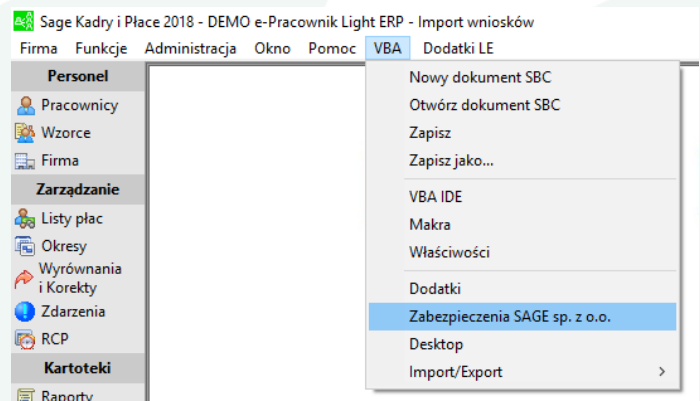 Sage Kadry i Płace 2018 - DEMO e-Pracownik Light ERP - Import wniosków
Firma Funkcje Administracja Okno Pomoc VBA Dodatki LE
Personel
Pracownicy
Wzorce
Firma
Zarządzanie
Listy płac
Okresy
Wyrównania
i Korekty
Zdarzenia
RCP
Kartoteki
Raporty
Nowy dokument SBC
Otwórz dokument SBC
Zapisz
Zapisz jako...
VBA IDE
Makra
Właściwości
Dodatki
Zabezpieczenia SAGE sp. z o.o.
Desktop
Import/Export